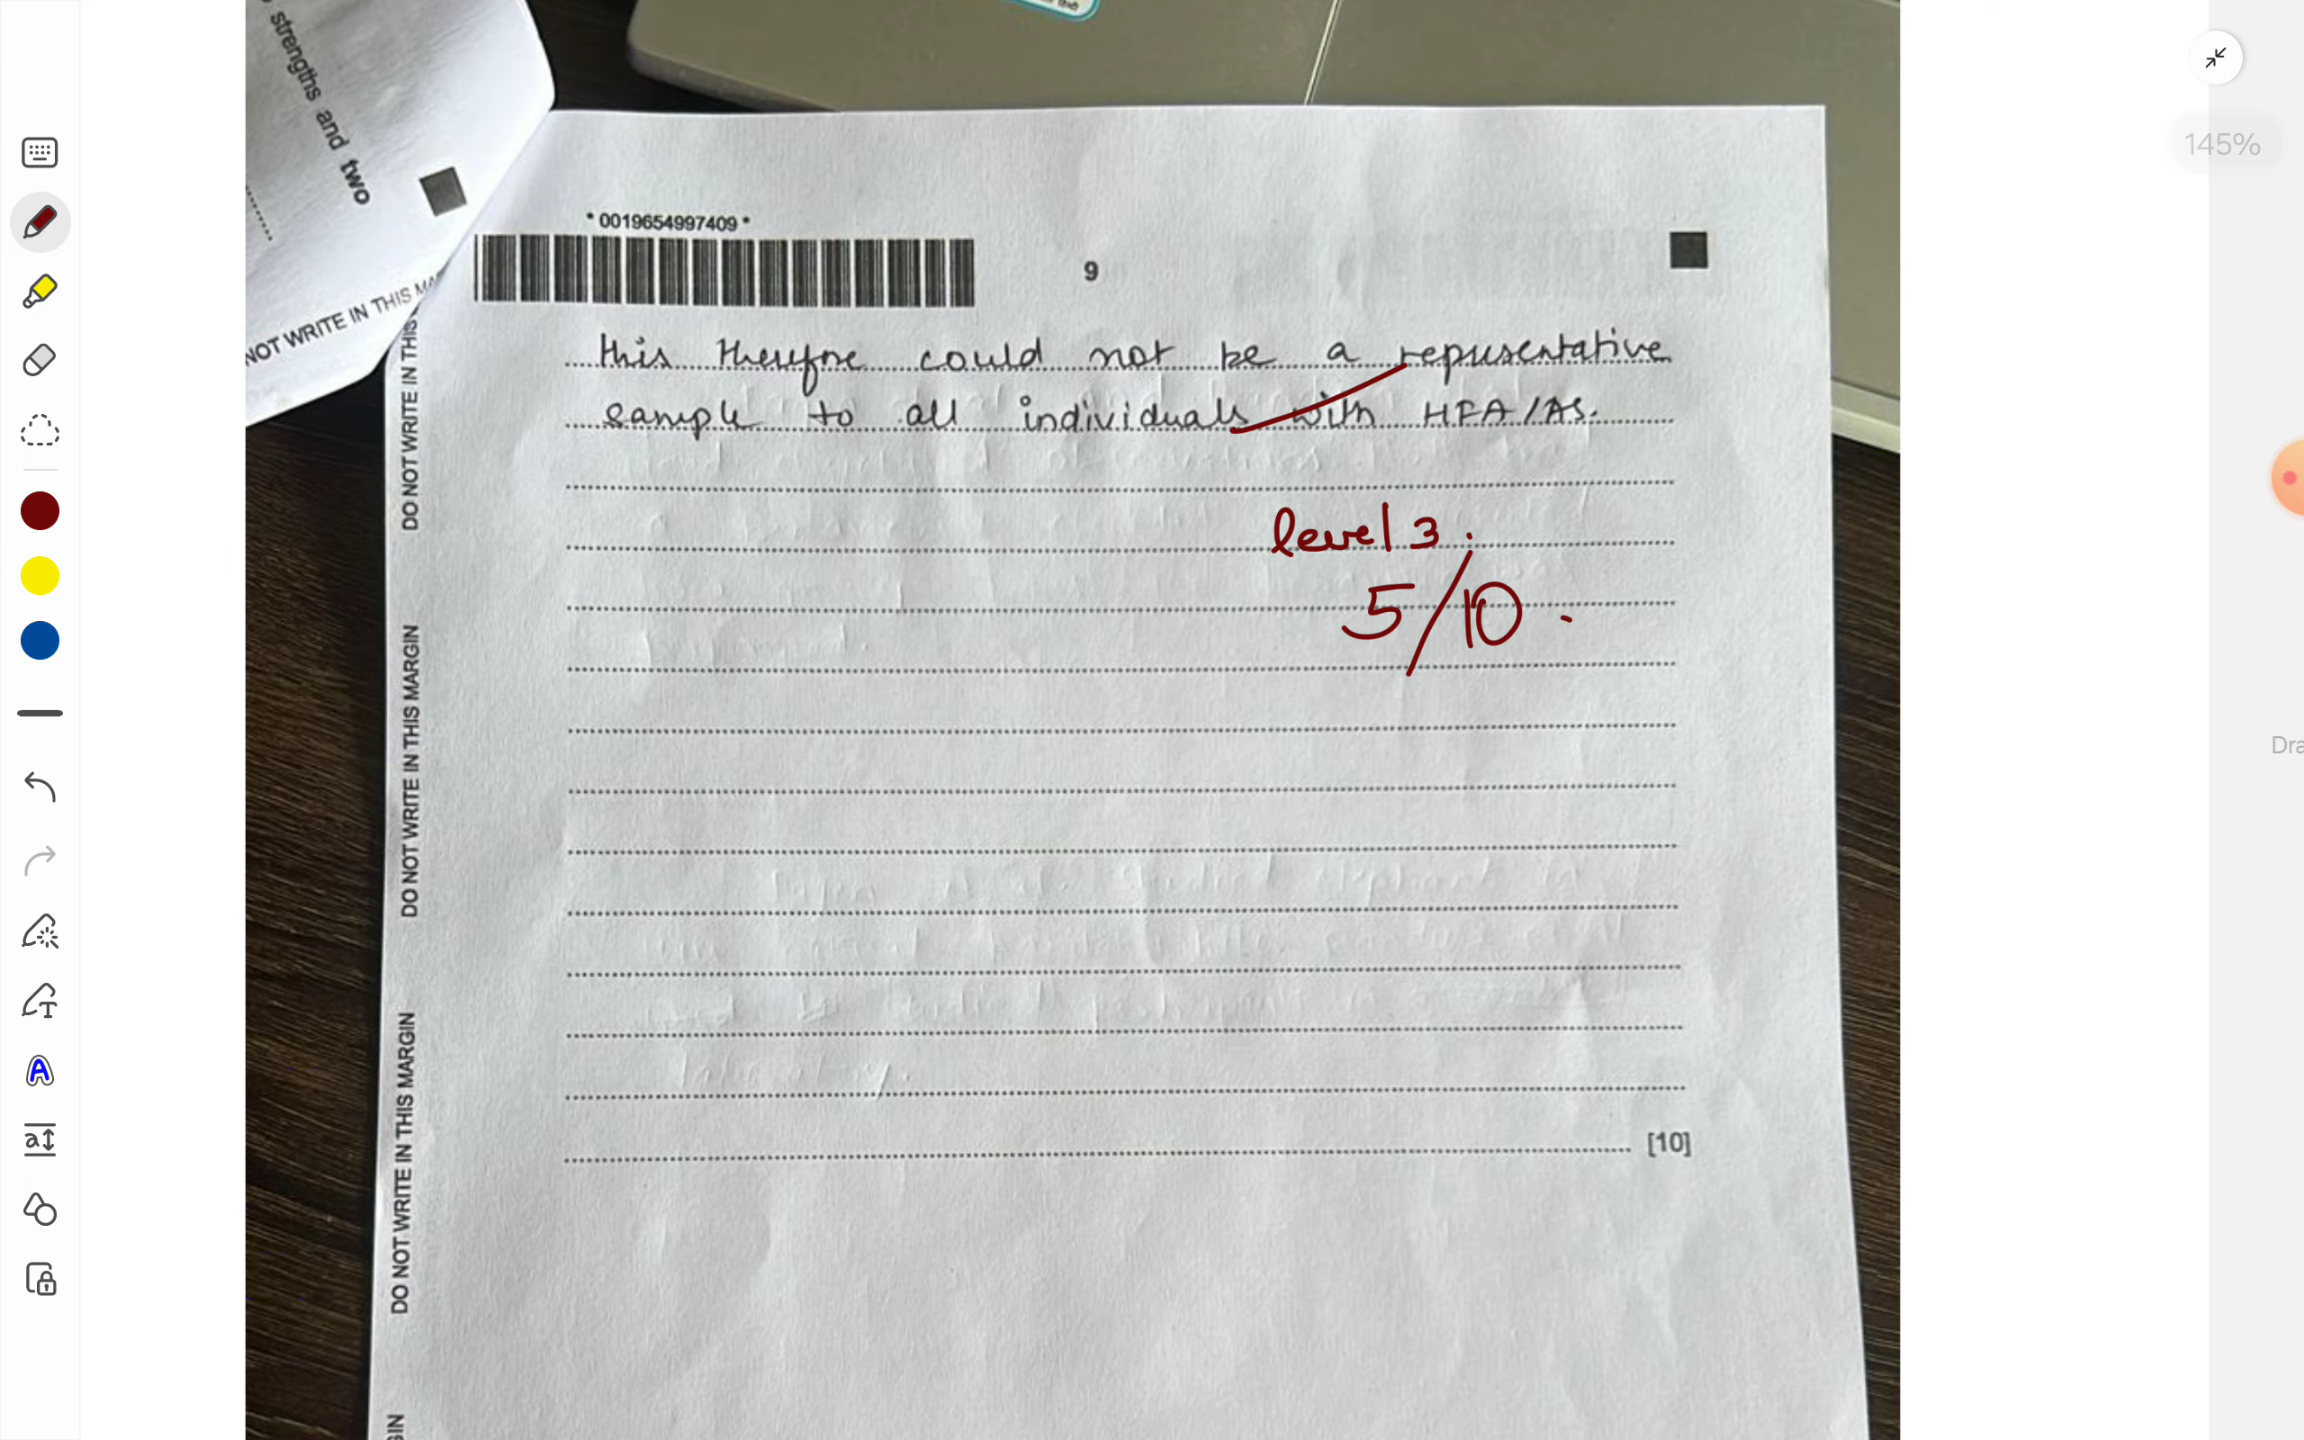 strengths and two
NOT WRITE IN THIS MA
145%
* 0019654997409 *
9
this therefore could not be a representative
sample to all individuals with HFA/AS.
level 3.
5/10.
Dra
[10]
DO NOT WRITE IN THIS
DO NOT WRITE IN THIS MARGIN
DO NOT WRITE IN THIS MARGIN
GIN